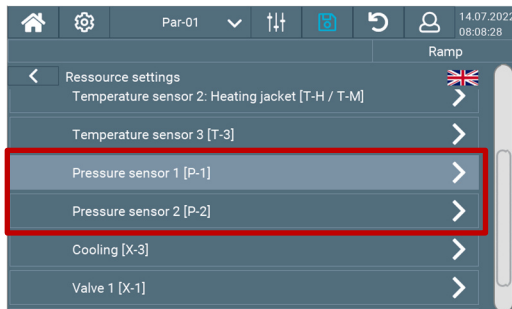 Par-01
14.07.2022
08:08:28
Ramp
Ressource settings
Temperature sensor 2: Heating jacket [T-H / T-M]
Temperature sensor 3 [T-3]
Pressure sensor 1 [P-1]
Pressure sensor 2 [P-2]
Cooling [X-3]
Valve 1 [X-1]